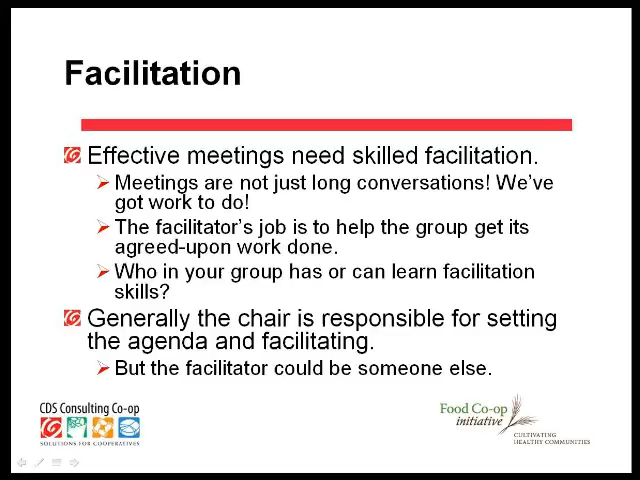 Facilitation
Effective meetings need skilled facilitation.
Meetings are not just long conversations! We've
got work to do!
The facilitator's job is to help the group get its
agreed-upon work done.
Who in your group has or can learn facilitation
skills?
Generally the chair is responsible for setting
the agenda and facilitating.
But the facilitator could be someone else.
CDS Consulting Co-op
SOLUTIONS FOR COOPERATIVES
Food Co-op
initiative
CULTIVATING
HEALTHY COMMUNITIES